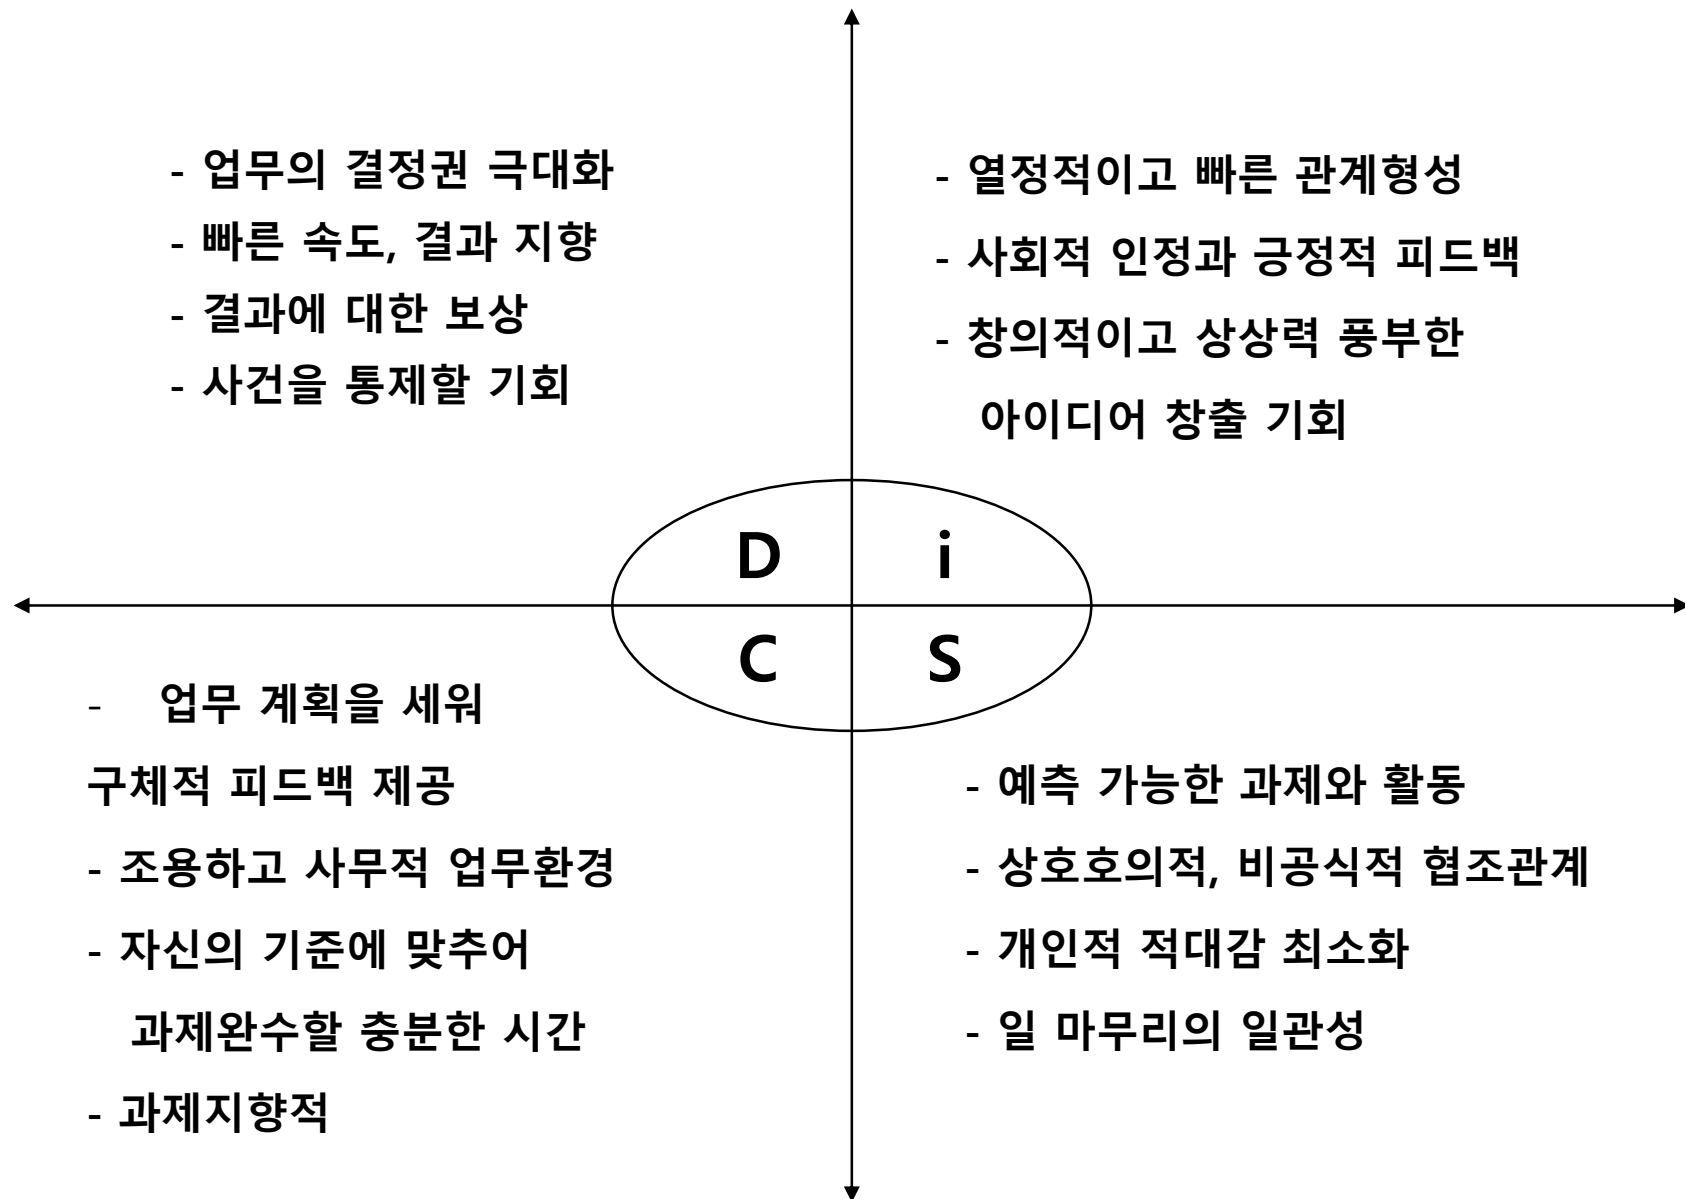 - 업무의 결정권 극대화
- 빠른 속도, 결과 지향
- 결과에 대한 보상
- 사건을 통제할 기회
- 열정적이고 빠른 관계형성
- 사회적 인정과 긍정적 피드백
- 창의적이고 상상력 풍부한
아이디어 창출 기회
D i
C S
- 업무 계획을 세워
구체적 피드백 제공
- 조용하고 사무적 업무환경
- 자신의 기준에 맞추어
과제완수할 충분한 시간
- 과제지향적
- 예측 가능한 과제와 활동
- 상호호의적, 비공식적 협조관계
- 개인적 적대감 최소화
- 일 마무리의 일관성